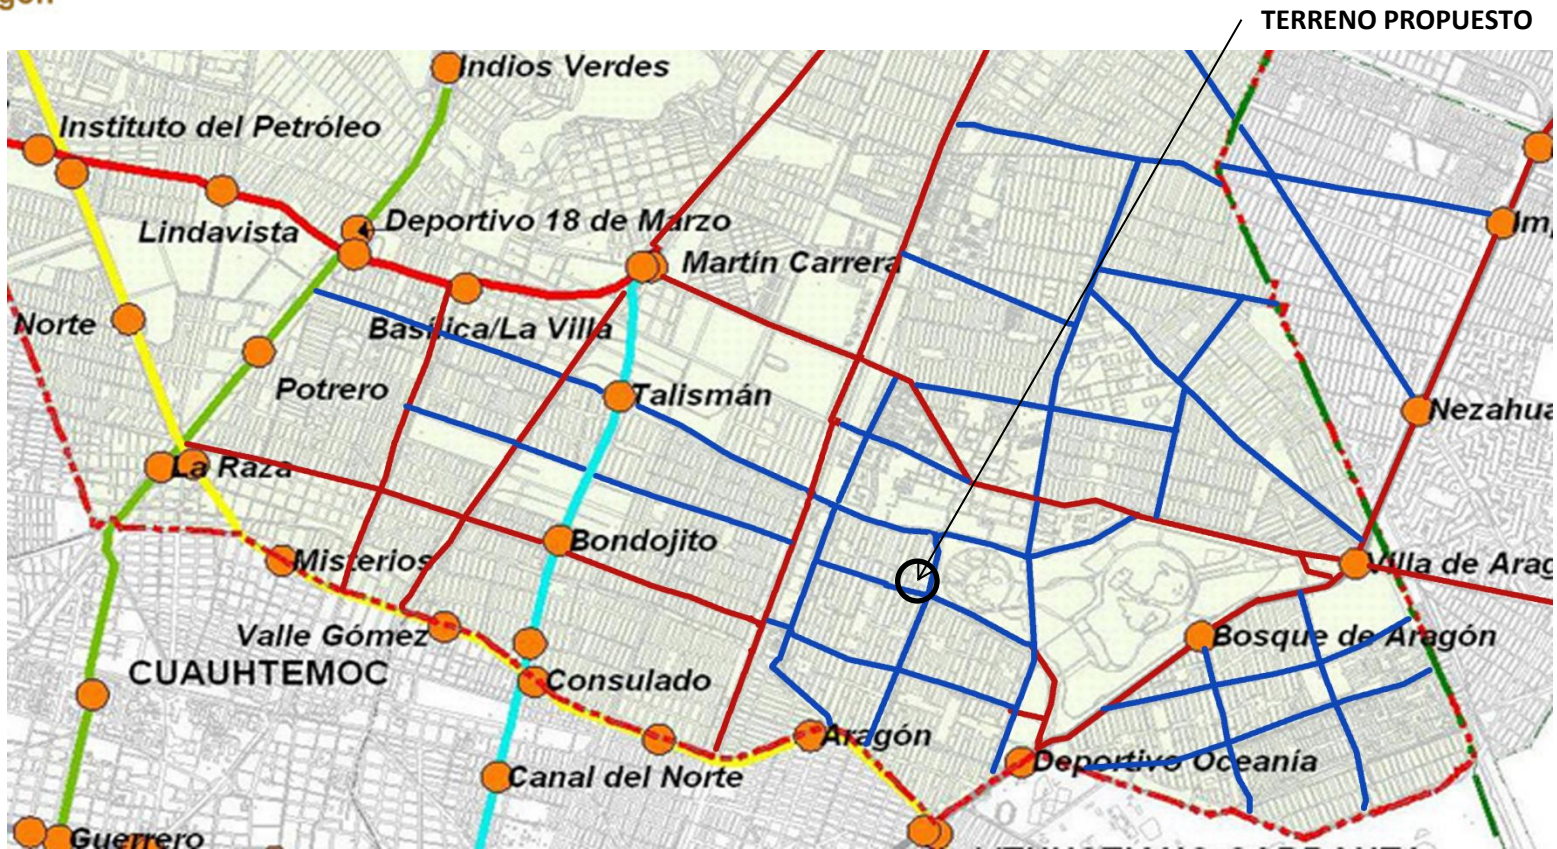 TERRENO PROPUESTO
Indios Verdes
Instituto del Petróleo
Deportivo 18 de Marzo
Lindavista
Martín Carrera
Norte
Basílica/La Villa
Potrero
Talismán
La Raza
Bondojito
Misterios
Villa de Arag
Valle Gómez
Bosque de Aragón
CUAUHTEMOC
Consulado
Aragón
Canal del Norte
Deportivo Oceanía
Nezahua
Guerrero